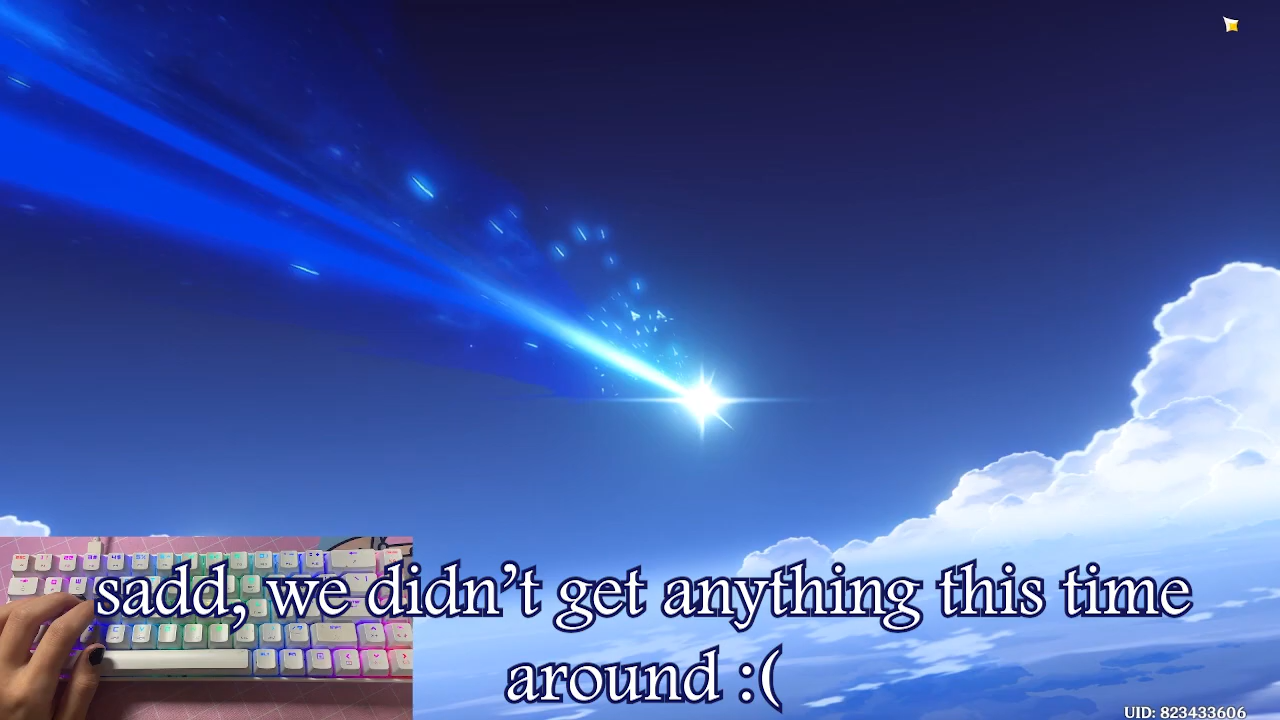 sadd, we didn't get anything this time
around :(
UID: 823433606